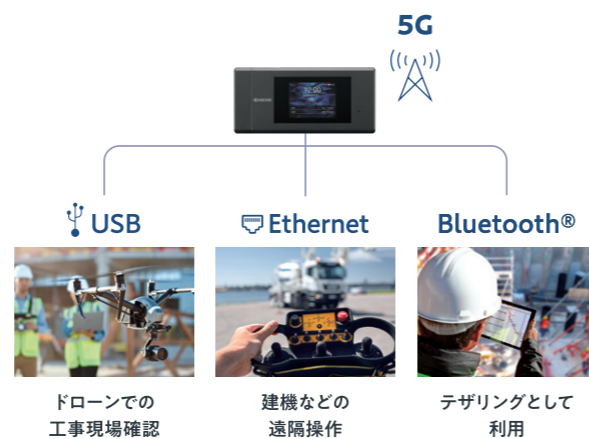 5G
USB
Ethernet
Bluetooth®
ドローンでの
工事現場確認
建機などの
遠隔操作
テザリングとして
利用